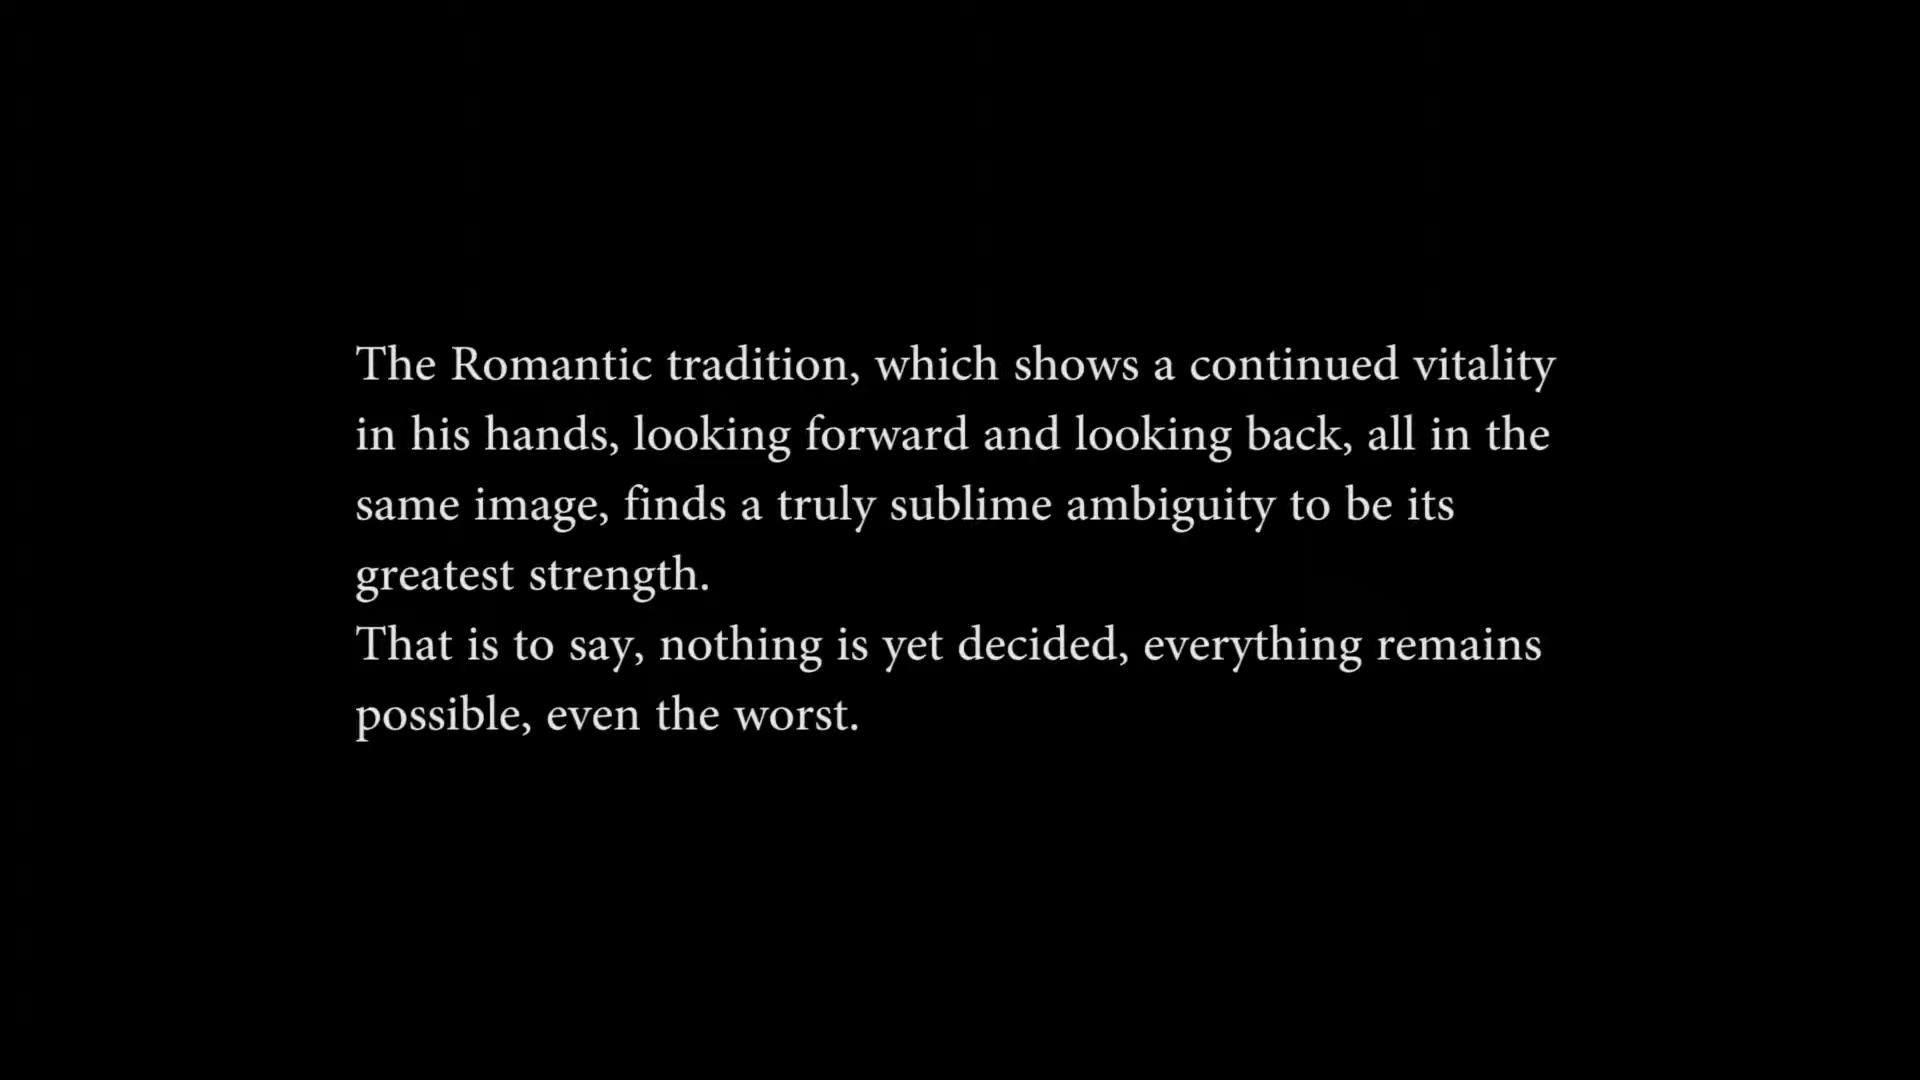 The Romantic tradition, which shows a continued vitality
in his hands, looking forward and looking back, all in the
same image, finds a truly sublime ambiguity to be its
greatest strength.
That is to say, nothing is yet decided, everything remains
possible, even the worst.